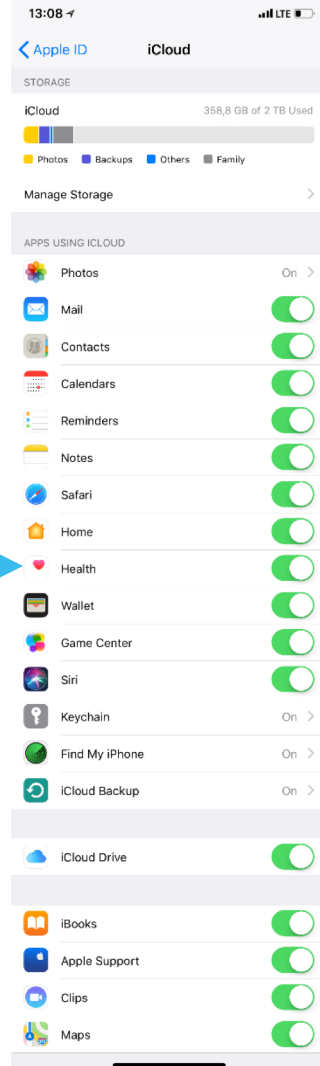 13:08 LTE
Apple ID iCloud
STORAGE
iCloud 358,8 GB of 2 TB Used
Photos Backups Others Family
Manage Storage
APPS USING ICLOUD
Photos On
Mail
Contacts
Calendars
Reminders
Notes
Safari
Home
Health
Wallet
Game Center
Siri
Keychain On
Find My iPhone On
iCloud Backup On
iCloud Drive
iBooks
Apple Support
Clips
Maps